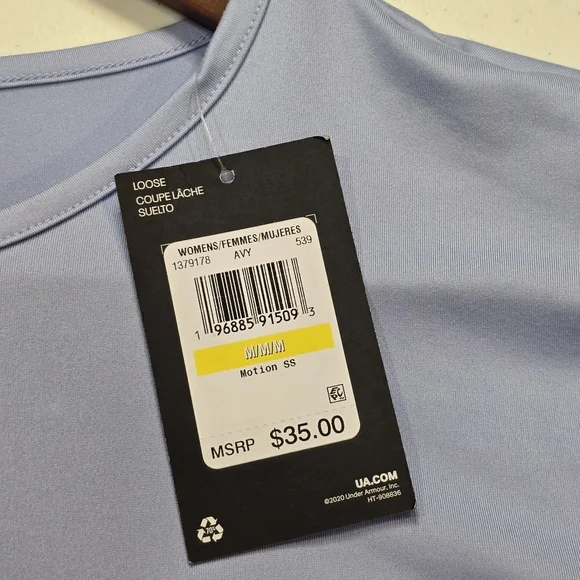 LOOSE
COUPE LÂCHE
SUELTO
WOMENS/FEMMES/MUJERES
1379178 AVY 539
1 96885 91509 3
M/M/M
Motion SS
MSRP $35.00
UA.COM
©2020 Under Armour, Inc.
HT-908836